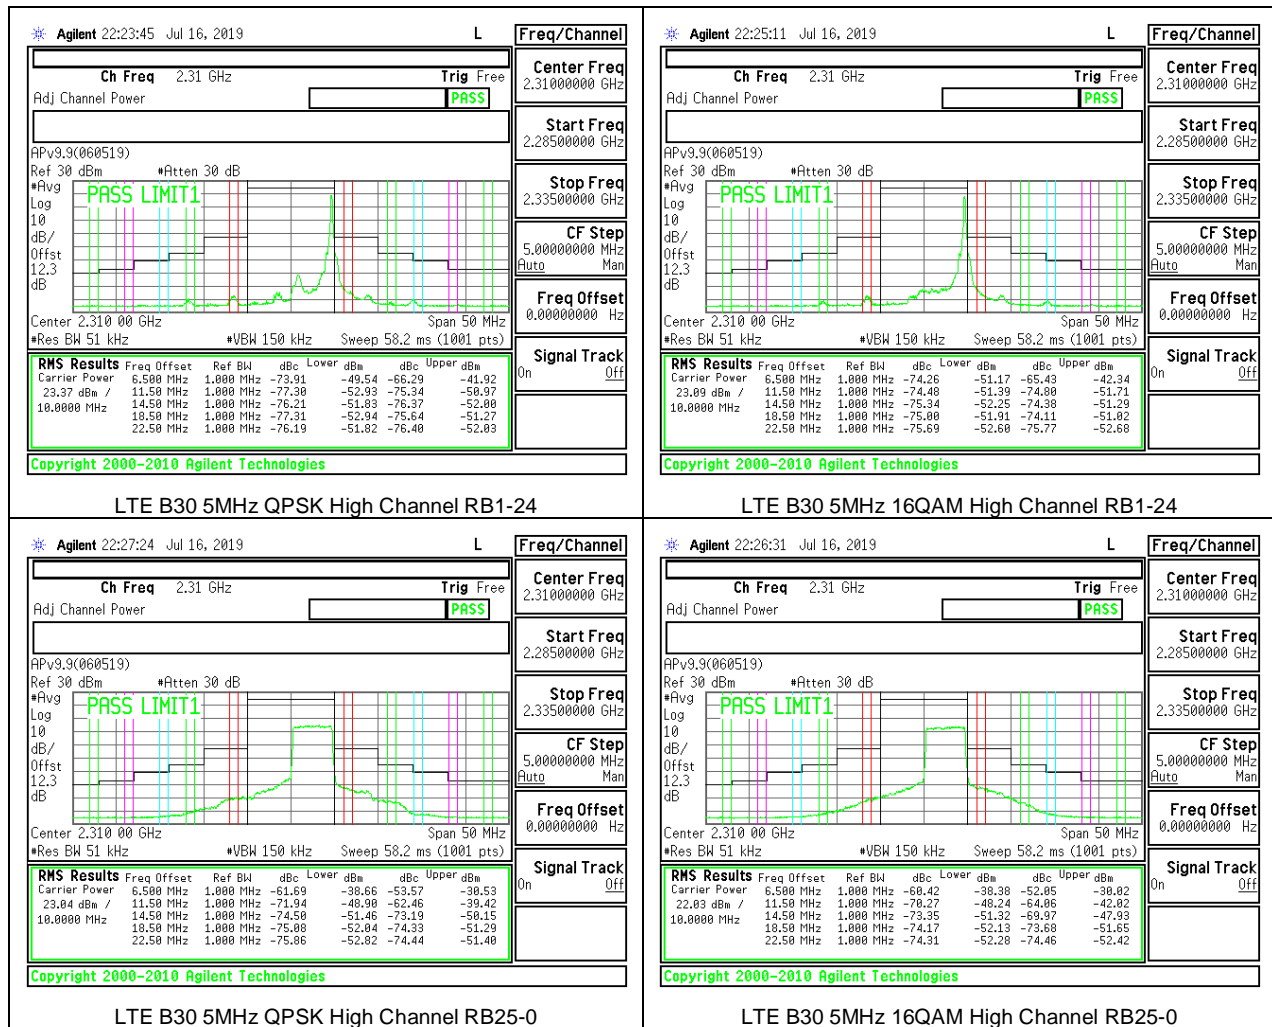 Agilent 22:23:45 Jul 16, 2019 L Freq/Channel
Ch Freq 2.31 GHz Trig Free
Adj Channel Power PASS
APv9.9(060519)
Ref 30 dBm #Atten 30 dB
#Avg
Log
10
dB/
Offst
12.3
dB
PASS LIMIT1
Center 2.310 00 GHz Span 50 MHz
#Res BW 51 kHz #VBW 150 kHz Sweep 58.2 ms (1001 pts)
RMS Results Freq Offset Ref BW dBc Lower dBm dBc Upper dBm
Carrier Power 6.500 MHz 1.000 MHz -73.91 -49.54 -66.29 -41.92
23.37 dBm / 11.50 MHz 1.000 MHz -77.30 -52.93 -75.34 -50.97
10.0000 MHz 14.50 MHz 1.000 MHz -76.21 -51.83 -76.37 -52.00
18.50 MHz 1.000 MHz -77.31 -52.94 -75.64 -51.27
22.50 MHz 1.000 MHz -76.19 -51.82 -76.40 -52.03
Copyright 2000-2010 Agilent Technologies
Center Freq
2.31000000 GHz
Start Freq
2.28500000 GHz
Stop Freq
2.33500000 GHz
CF Step
5.00000000 MHz
Auto Man
Freq Offset
0.00000000 Hz
Signal Track
On Off
LTE B30 5MHz QPSK High Channel RB1-24
Agilent 22:25:11 Jul 16, 2019 L Freq/Channel
Ch Freq 2.31 GHz Trig Free
Adj Channel Power PASS
APv9.9(060519)
Ref 30 dBm #Atten 30 dB
#Avg
Log
10
dB/
Offst
12.3
dB
PASS LIMIT1
Center 2.310 00 GHz Span 50 MHz
#Res BW 51 kHz #VBW 150 kHz Sweep 58.2 ms (1001 pts)
RMS Results Freq Offset Ref BW dBc Lower dBm dBc Upper dBm
Carrier Power 6.500 MHz 1.000 MHz -74.26 -51.17 -65.43 -42.34
23.09 dBm / 11.50 MHz 1.000 MHz -74.48 -51.39 -74.80 -51.71
10.0000 MHz 14.50 MHz 1.000 MHz -75.34 -52.25 -74.38 -51.29
18.50 MHz 1.000 MHz -75.00 -51.91 -74.11 -51.02
22.50 MHz 1.000 MHz -75.69 -52.60 -75.77 -52.68
Copyright 2000-2010 Agilent Technologies
Center Freq
2.31000000 GHz
Start Freq
2.28500000 GHz
Stop Freq
2.33500000 GHz
CF Step
5.00000000 MHz
Auto Man
Freq Offset
0.00000000 Hz
Signal Track
On Off
LTE B30 5MHz 16QAM High Channel RB1-24
Agilent 22:27:24 Jul 16, 2019 L Freq/Channel
Ch Freq 2.31 GHz Trig Free
Adj Channel Power PASS
APv9.9(060519)
Ref 30 dBm #Atten 30 dB
#Avg
Log
10
dB/
Offst
12.3
dB
PASS LIMIT1
Center 2.310 00 GHz Span 50 MHz
#Res BW 51 kHz #VBW 150 kHz Sweep 58.2 ms (1001 pts)
RMS Results Freq Offset Ref BW dBc Lower dBm dBc Upper dBm
Carrier Power 6.500 MHz 1.000 MHz -61.69 -38.66 -53.57 -30.53
23.04 dBm / 11.50 MHz 1.000 MHz -71.94 -48.90 -62.46 -39.42
10.0000 MHz 14.50 MHz 1.000 MHz -74.50 -51.46 -73.19 -50.15
18.50 MHz 1.000 MHz -75.08 -52.04 -74.33 -51.29
22.50 MHz 1.000 MHz -75.86 -52.82 -74.44 -51.40
Copyright 2000-2010 Agilent Technologies
Center Freq
2.31000000 GHz
Start Freq
2.28500000 GHz
Stop Freq
2.33500000 GHz
CF Step
5.00000000 MHz
Auto Man
Freq Offset
0.00000000 Hz
Signal Track
On Off
LTE B30 5MHz QPSK High Channel RB25-0
Agilent 22:26:31 Jul 16, 2019 L Freq/Channel
Ch Freq 2.31 GHz Trig Free
Adj Channel Power PASS
APv9.9(060519)
Ref 30 dBm #Atten 30 dB
#Avg
Log
10
dB/
Offst
12.3
dB
PASS LIMIT1
Center 2.310 00 GHz Span 50 MHz
#Res BW 51 kHz #VBW 150 kHz Sweep 58.2 ms (1001 pts)
RMS Results Freq Offset Ref BW dBc Lower dBm dBc Upper dBm
Carrier Power 6.500 MHz 1.000 MHz -60.42 -38.38 -52.05 -30.02
22.03 dBm / 11.50 MHz 1.000 MHz -70.27 -48.24 -64.06 -42.02
10.0000 MHz 14.50 MHz 1.000 MHz -73.35 -51.32 -69.97 -47.93
18.50 MHz 1.000 MHz -74.17 -52.13 -73.68 -51.65
22.50 MHz 1.000 MHz -74.31 -52.28 -74.46 -52.42
Copyright 2000-2010 Agilent Technologies
Center Freq
2.31000000 GHz
Start Freq
2.28500000 GHz
Stop Freq
2.33500000 GHz
CF Step
5.00000000 MHz
Auto Man
Freq Offset
0.00000000 Hz
Signal Track
On Off
LTE B30 5MHz 16QAM High Channel RB25-0